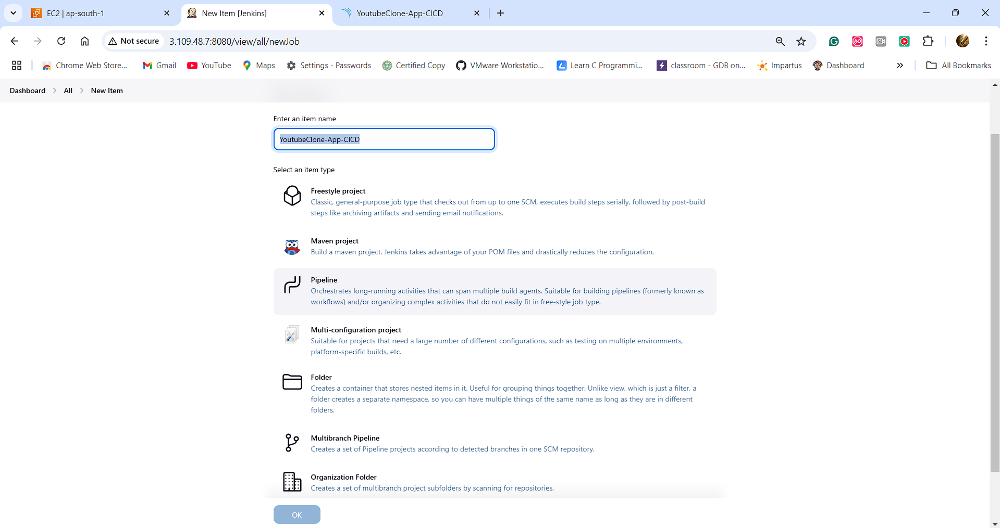 EC2 | ap-south-1
New Item [Jenkins]
YoutubeClone-App-CICD
Not secure
3.109.48.7:8080/view/all/newJob
Chrome Web Store...
Gmail
YouTube
Maps
Settings - Passwords
Certified Copy
VMware Workstatio...
Learn C Programmi...
classroom - GDB on...
Impartus
Dashboard
All Bookmarks
Dashboard
All
New Item
Enter an item name
YoutubeClone-App-CICD
Select an item type
Freestyle project
Classic, general-purpose job type that checks out from up to one SCM, executes build steps serially, followed by post-build
steps like archiving artifacts and sending email notifications.
Maven project
Build a maven project. Jenkins takes advantage of your POM files and drastically reduces the configuration.
Pipeline
Orchestrates long-running activities that can span multiple build agents. Suitable for building pipelines (formerly known as
workflows) and/or organizing complex activities that do not easily fit in free-style job type.
Multi-configuration project
Suitable for projects that need a large number of different configurations, such as testing on multiple environments,
platform-specific builds, etc.
Folder
Creates a container that stores nested items in it. Useful for grouping things together. Unlike view, which is just a filter, a
folder creates a separate namespace, so you can have multiple things of the same name as long as they are in different
folders.
Multibranch Pipeline
Creates a set of Pipeline projects according to detected branches in one SCM repository.
Organization Folder
Creates a set of multibranch project subfolders by scanning for repositories.
OK